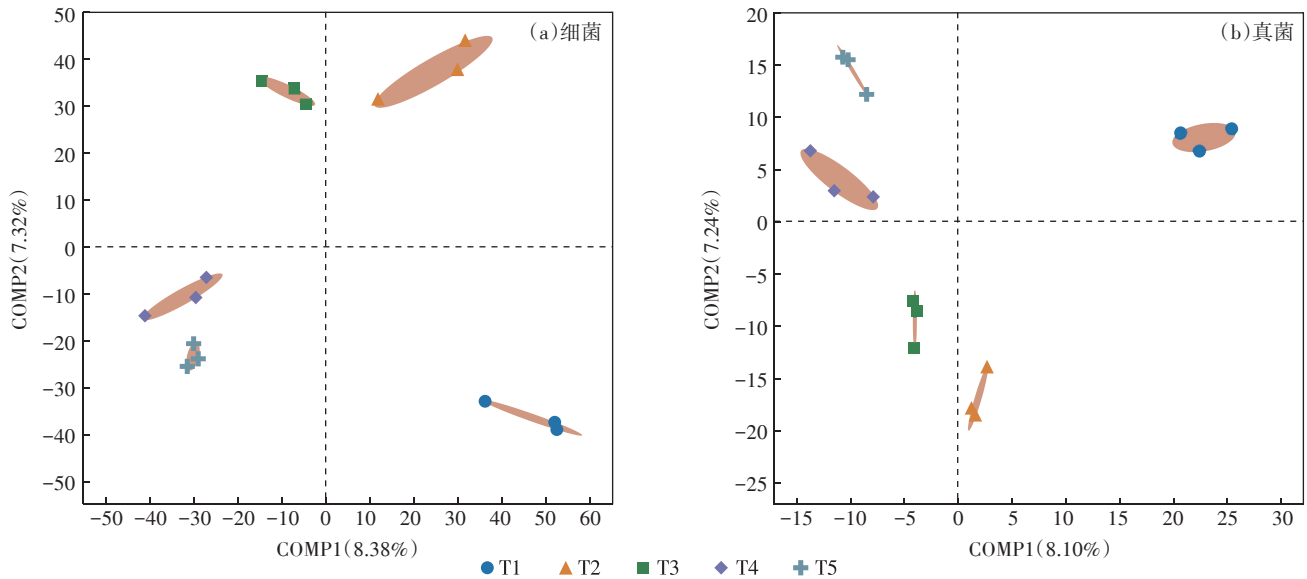 (a)细菌
50
40
30
20
10
0
−10
−20
−30
−40
−50
COMP2(7.32%)
−50 −40 −30 −20 −10 0 10 20 30 40 50 60
COMP1(8.38%)
(b)真菌
20
15
10
5
0
−5
−10
−15
−20
−25
COMP2(7.24%)
−15 −10 −5 0 5 10 15 20 25 30
COMP1(8.10%)
T1 T2 T3 T4 T5